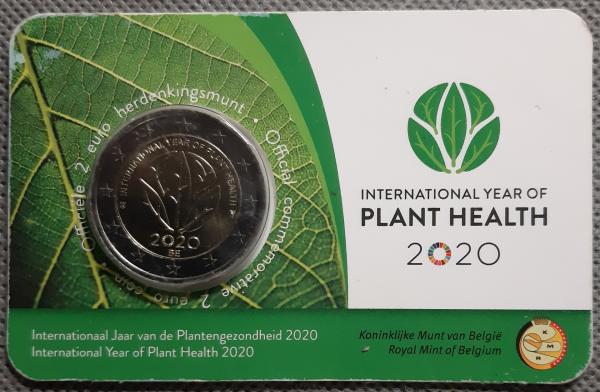 Officiële 2 euro herdenkingsmunt • Official commemorative 2 euro coin
INTERNATIONAL YEAR OF PLANT HEALTH
2020
BE
INTERNATIONAL YEAR OF
PLANT HEALTH
2020
Internationaal Jaar van de Plantengezondheid 2020
International Year of Plant Health 2020
Koninklijke Munt van België
Royal Mint of Belgium
K M R